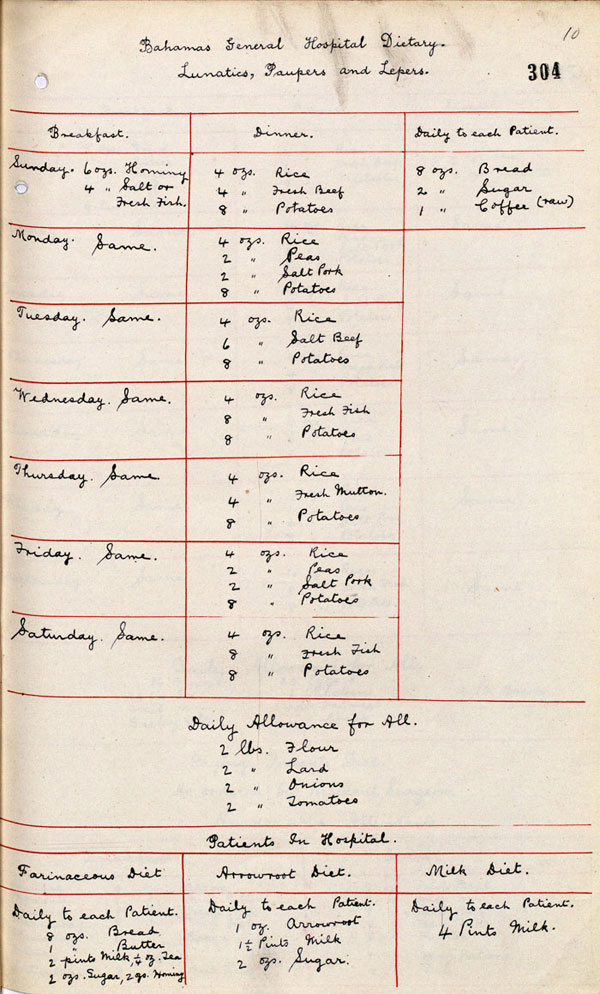 10
Bahamas General Hospital Dietary.
Lunatics, Paupers and Lepers.
304
Breakfast.
Dinner.
Daily to each Patient.
Sunday. 6 ozs. Hominy
4 " Salt or
Fresh Fish.
4 ozs. Rice
4 " Fresh Beef
8 " Potatoes
8 ozs. Bread
2 " Sugar
1 " Coffee (raw)
Monday. Same.
4 ozs. Rice
2 " Peas
2 " Salt Pork
8 " Potatoes
Tuesday. Same.
4 ozs. Rice
6 " Salt Beef
8 " Potatoes
Wednesday. Same.
4 ozs. Rice
8 " Fresh Fish
8 " Potatoes
Thursday. Same.
4 ozs. Rice
4 " Fresh Mutton.
8 " Potatoes
Friday. Same.
4 ozs. Rice
2 " Peas
2 " Salt Pork
8 " Potatoes
Saturday. Same.
4 ozs. Rice
8 " Fresh Fish
8 " Potatoes
Daily Allowance for All.
2 lbs. Flour
2 " Lard
2 " Onions
2 " Tomatoes
Patients In Hospital.
Farinaceous Diet
Arrowroot Diet.
Milk Diet.
Daily to each Patient.
8 ozs. Bread
1 " Butter
2 pints Milk, ¼ oz. Tea
2 ozs. Sugar, 2 ozs. Hominy
Daily to each Patient.
1 oz. Arrowroot
1½ Pints Milk
2 ozs. Sugar.
Daily to each Patient.
4 Pints Milk.